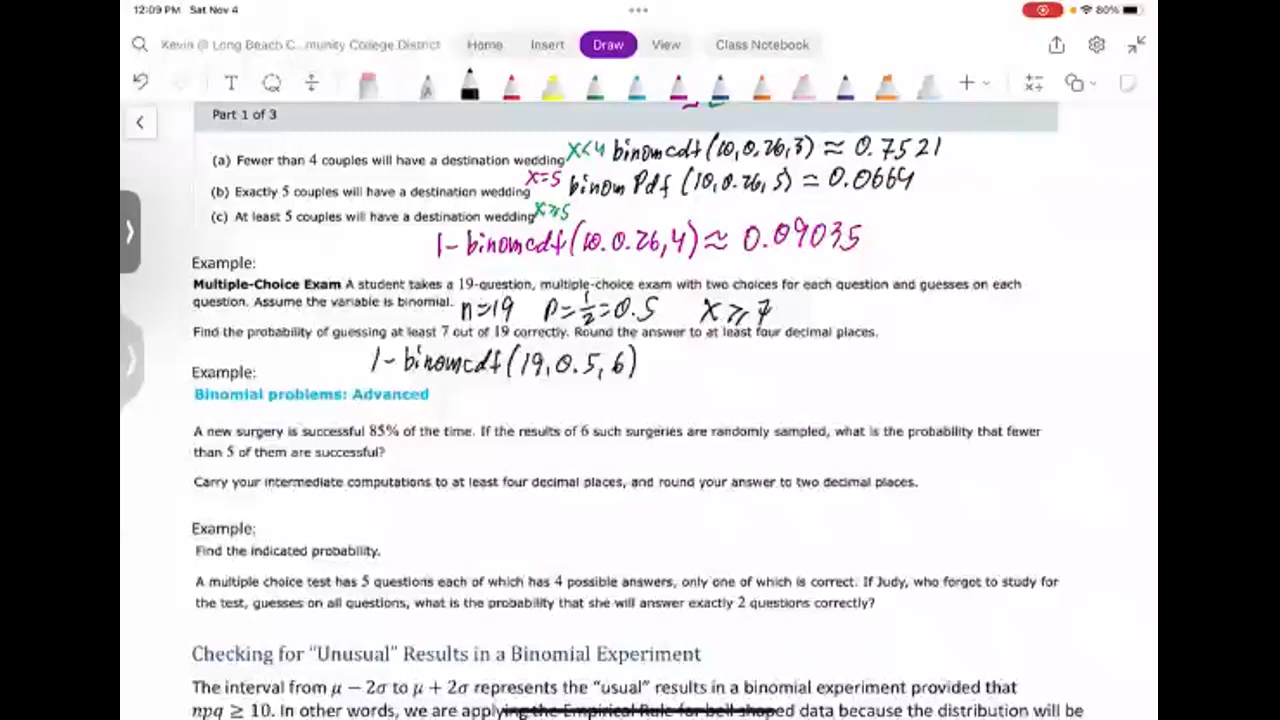 12:09 PM Sat Nov 4
80%
Kevin @ Long Beach C...munity College District Home Insert Draw View Class Notebook
Part 1 of 3
(a) Fewer than 4 couples will have a destination wedding x<4 binomcdf(10,0.26,3) ≈ 0.7521
(b) Exactly 5 couples will have a destination wedding x=5 binom Pdf (10,0.26,5) ≈ 0.0664
(c) At least 5 couples will have a destination wedding x≥5
1-binomcdf(10.0.26,4) ≈ 0.09035
Example:
Multiple-Choice Exam A student takes a 19-question, multiple-choice exam with two choices for each question and guesses on each
question. Assume the variable is binomial. n=19 P=1/2=0.5 X≥7
Find the probability of guessing at least 7 out of 19 correctly. Round the answer to at least four decimal places.
1-binomcdf(19,0.5,6)
Example:
Binomial problems: Advanced
A new surgery is successful 85% of the time. If the results of 6 such surgeries are randomly sampled, what is the probability that fewer
than 5 of them are successful?
Carry your intermediate computations to at least four decimal places, and round your answer to two decimal places.
Example:
Find the indicated probability.
A multiple choice test has 5 questions each of which has 4 possible answers, only one of which is correct. If Judy, who forgot to study for
the test, guesses on all questions, what is the probability that she will answer exactly 2 questions correctly?
Checking for “Unusual” Results in a Binomial Experiment
The interval from μ − 2σ to μ + 2σ represents the “usual” results in a binomial experiment provided that
npq ≥ 10. In other words, we are applying the Empirical Rule for bell shaped data because the distribution will be